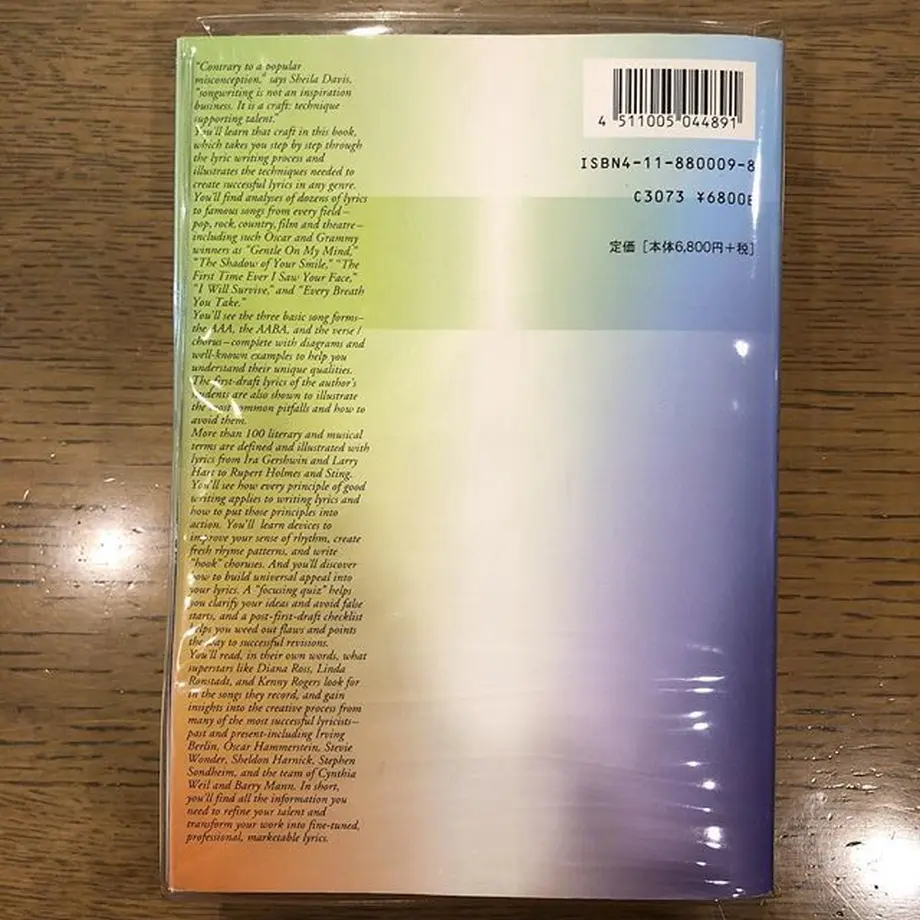 "Contrary to a popular
misconception," says Sheila Davis,
"songwriting is not an inspiration
business. It is a craft: technique
supporting talent."
You'll learn that craft in this book,
which takes you step by step through
the lyric writing process and
illustrates the techniques needed to
create successful lyrics in any genre.
You'll find analyses of dozens of lyrics
to famous songs from every field—
pop, rock, country, film and theatre—
including such Oscar and Grammy
winners as "Gentle On My Mind,"
"The Shadow of Your Smile," "The
First Time Ever I Saw Your Face,"
"I Will Survive," and "Every Breath
You Take."
You'll see the three basic song forms—
the AAA, the AABA, and the verse /
chorus—complete with diagrams and
well-known examples to help you
understand their unique qualities.
The first-draft lyrics of the author's
students are also shown to illustrate
the most common pitfalls and how to
avoid them.
More than 100 literary and musical
terms are defined and illustrated with
lyrics from Ira Gershwin and Larry
Hart to Rupert Holmes and Sting.
You'll see how every principle of good
writing applies to writing lyrics and
how to put those principles into
action. You'll learn devices to
improve your sense of rhythm, create
fresh rhyme patterns, and write
"hook" choruses. And you'll discover
how to build universal appeal into
your lyrics. A "focusing quiz" helps
you clarify your ideas and avoid false
starts, and a post-first-draft checklist
helps you weed out flaws and points
the way to successful revisions.
You'll read, in their own words, what
superstars like Diana Ross, Linda
Ronstadt, and Kenny Rogers look for
in the songs they record, and gain
insights into the creative process from
many of the most successful lyricists—
past and present-including Irving
Berlin, Oscar Hammerstein, Stevie
Wonder, Sheldon Harnick, Stephen
Sondheim, and the team of Cynthia
Weil and Barry Mann. In short,
you'll find all the information you
need to refine your talent and
transform your work into fine-tuned,
professional, marketable lyrics.
4 511005 044891
ISBN4-11-880009-8
C3073 ¥6800E
定価［本体6,800円+税］